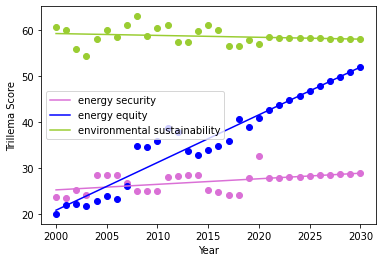 60
50
40
30
20
Trillema Score
energy security
energy equity
environmental sustainability
2000 2005 2010 2015 2020 2025 2030
Year